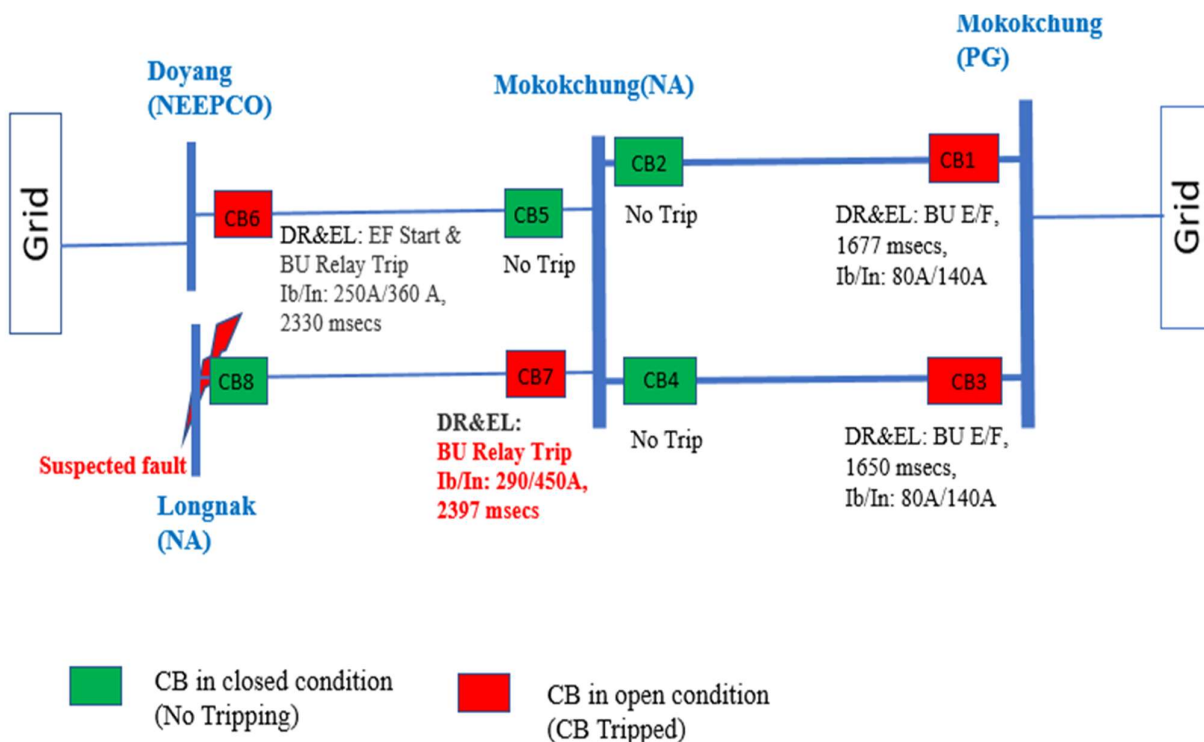 Mokokchung
(PG)
Doyang
(NEEPCO)
Mokokchung(NA)
Grid
Grid
CB6
CB5
CB2
CB1
No Trip
No Trip
DR&EL: EF Start &
BU Relay Trip
Ib/In: 250A/360 A,
2330 msecs
DR&EL: BU E/F,
1677 msecs,
Ib/In: 80A/140A
CB8
CB7
CB4
CB3
No Trip
DR&EL:
BU Relay Trip
Ib/In: 290/450A,
2397 msecs
DR&EL: BU E/F,
1650 msecs,
Ib/In: 80A/140A
Suspected fault
Longnak
(NA)
CB in closed condition
(No Tripping)
CB in open condition
(CB Tripped)